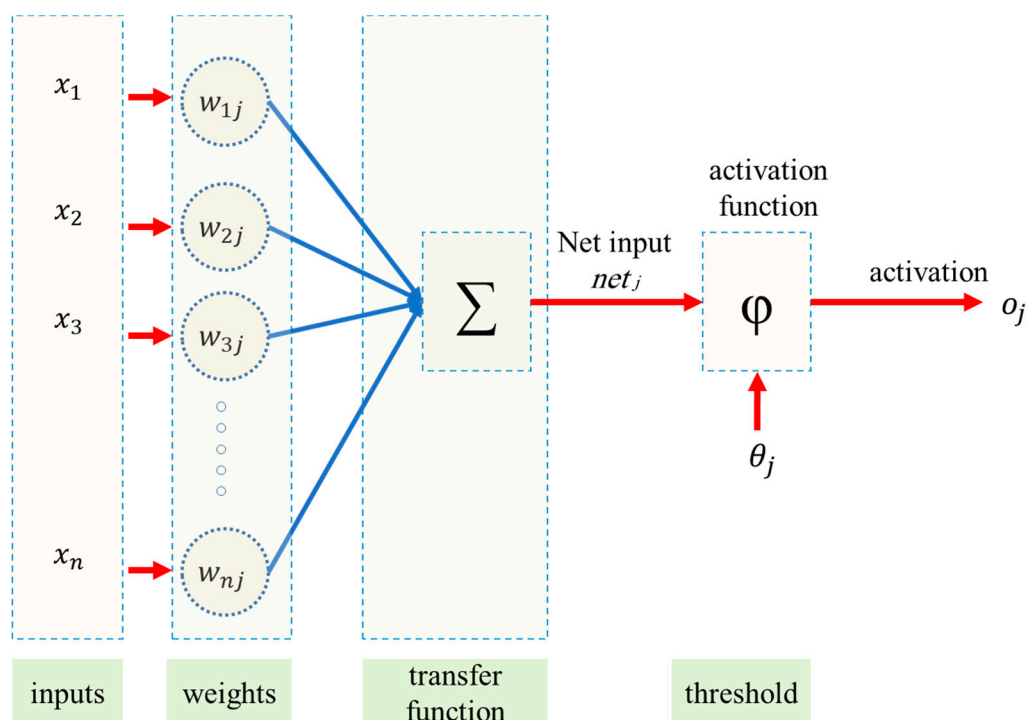 x₁
x₂
x₃
xₙ
w₁ⱼ
w₂ⱼ
w₃ⱼ
wₙⱼ
Σ
Net input
netⱼ
activation
function
φ
θⱼ
activation
oⱼ
inputs
weights
transfer
function
threshold